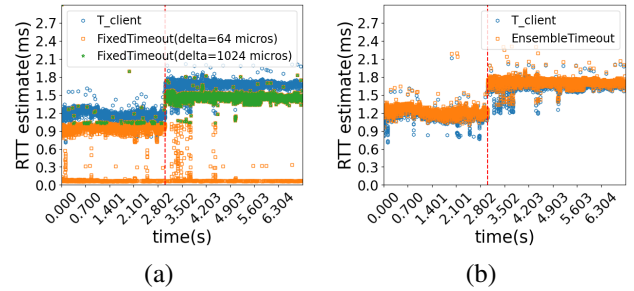 T_client
FixedTimeout(delta=64 micros)
FixedTimeout(delta=1024 micros)
RTT estimate(ms)
2.7
2.4
2.1
1.8
1.5
1.2
0.9
0.6
0.3
0.0
0.000 0.700 1.401 2.101 2.802 3.502 4.203 4.903 5.603 6.304
time(s)
(a)
T_client
EnsembleTimeout
RTT estimate(ms)
2.7
2.4
2.1
1.8
1.5
1.2
0.9
0.6
0.3
0.0
0.000 0.700 1.401 2.101 2.802 3.502 4.203 4.903 5.603 6.304
time(s)
(b)